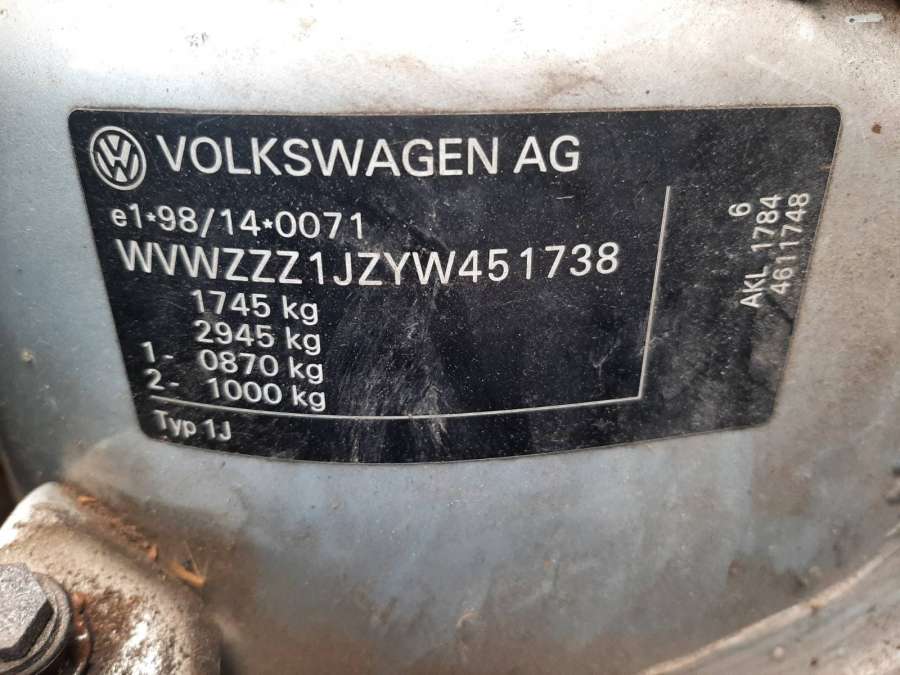 VOLKSWAGEN AG
e1*98/14*0071
WVWZZZ1JZYW451738
1745 kg
2945 kg
1- 0870 kg
2- 1000 kg
Typ 1J
6
AKL 1784
4611748